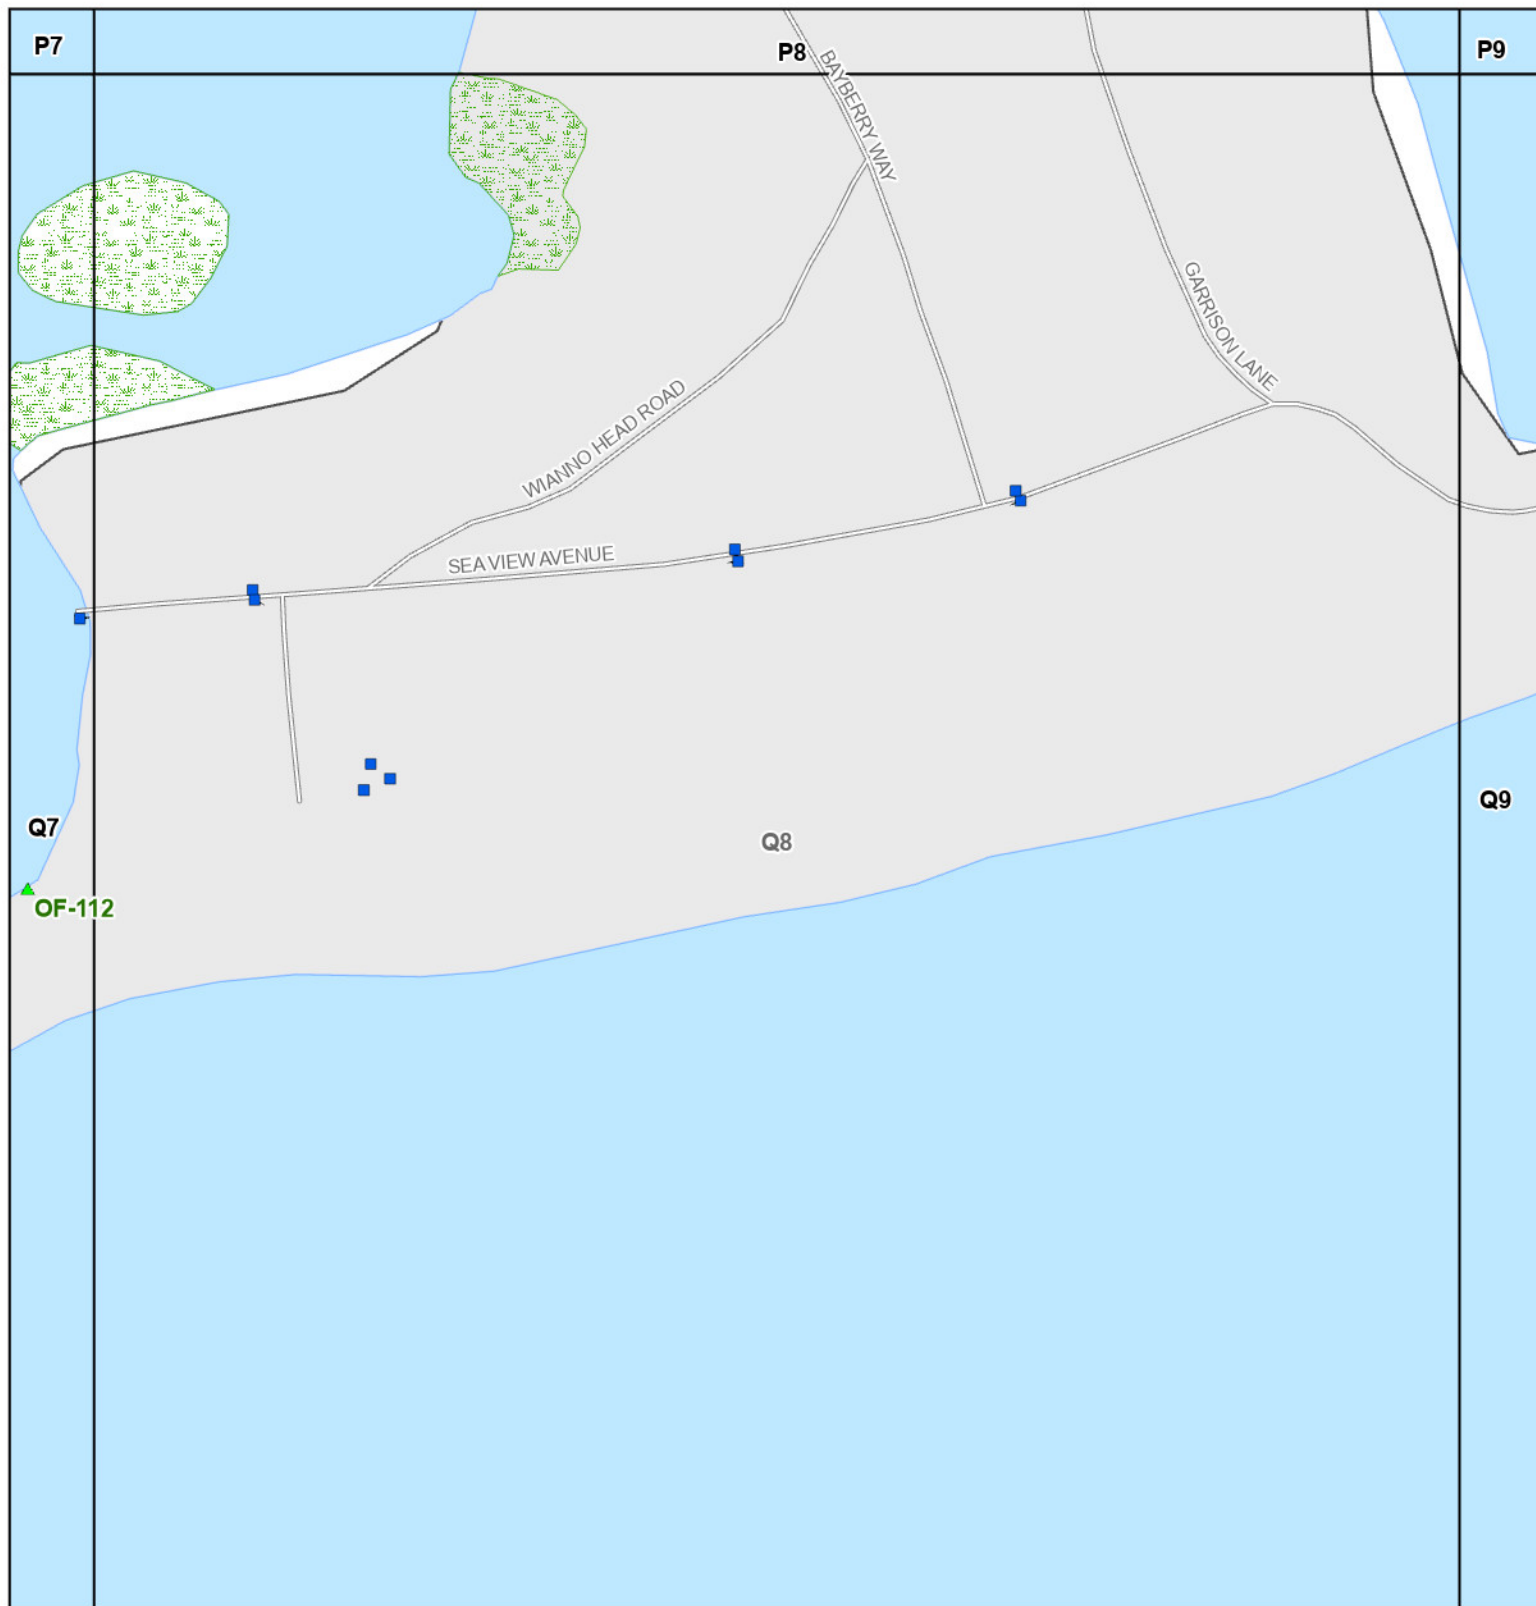 P7
P8
P9
BAYBERRY WAY
GARRISON LANE
WIANNO HEAD ROAD
SEA VIEW AVENUE
Q7
Q8
Q9
OF-112